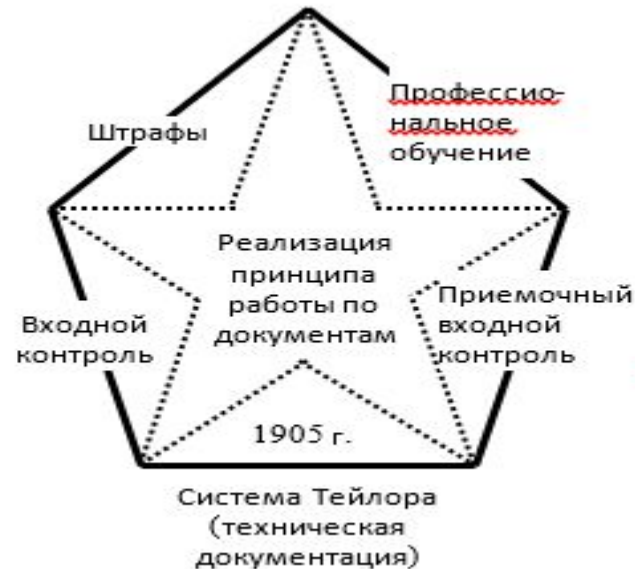 Штрафы
Профессио-
нальное
обучение
Реализация
принципа
работы по
документам
Входной
контроль
Приемочный
входной
контроль
1905 г.
Система Тейлора
(техническая
документация)